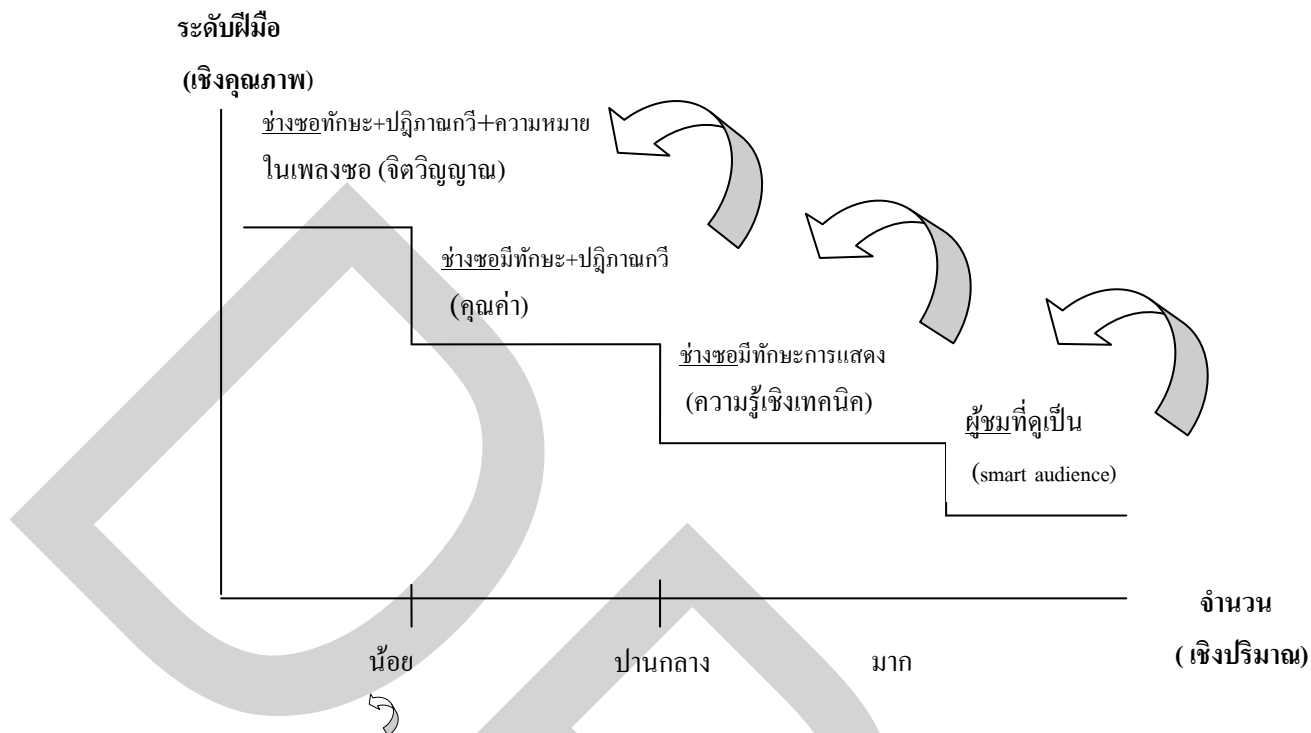 ระดับฝีมือ
(เชิงคุณภาพ)
ช่างซอทักษะ+ปฎิภาณกวี+ความหมาย
ในเพลงซอ (จิตวิญญาณ)
ช่างซอมีทักษะ+ปฎิภาณกวี
(คุณค่า)
ช่างซอมีทักษะการแสดง
(ความรู้เชิงเทคนิค)
ผู้ชมที่ดูเป็น
(smart audience)
จำนวน
( เชิงปริมาณ)
น้อย
ปานกลาง
มาก